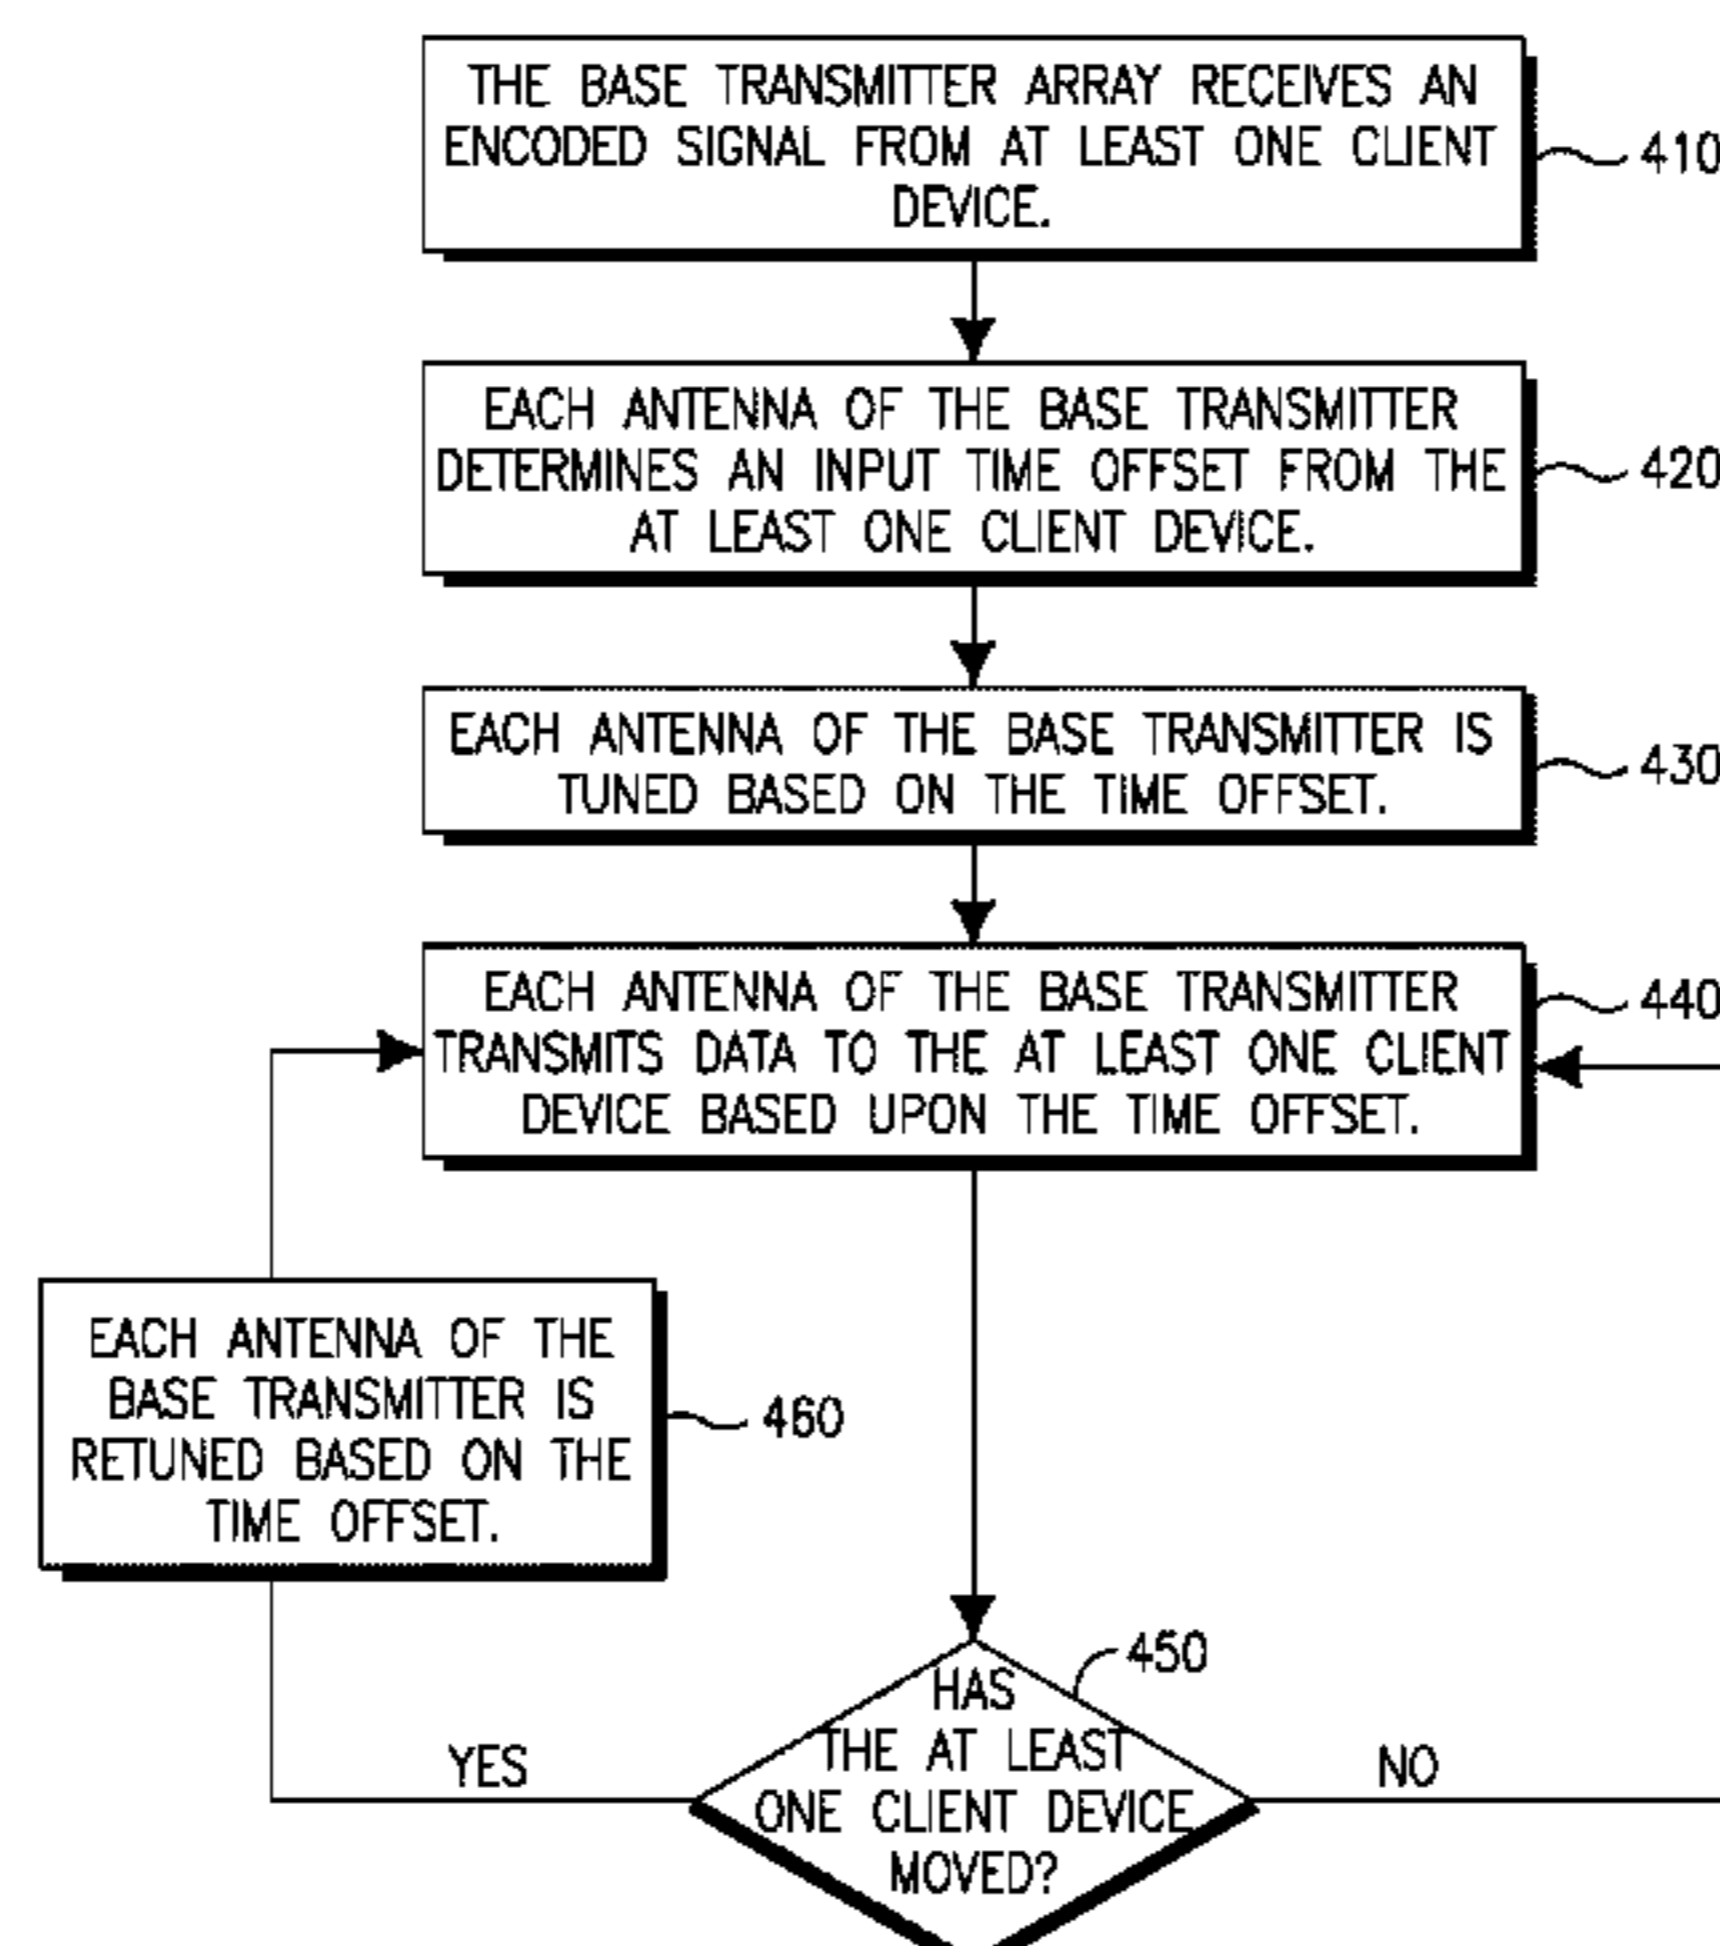 THE BASE TRANSMITTER ARRAY RECEIVES AN
ENCODED SIGNAL FROM AT LEAST ONE CLIENT
DEVICE.
410
EACH ANTENNA OF THE BASE TRANSMITTER
DETERMINES AN INPUT TIME OFFSET FROM THE
AT LEAST ONE CLIENT DEVICE.
420
EACH ANTENNA OF THE BASE TRANSMITTER IS
TUNED BASED ON THE TIME OFFSET.
430
EACH ANTENNA OF THE BASE TRANSMITTER
TRANSMITS DATA TO THE AT LEAST ONE CLIENT
DEVICE BASED UPON THE TIME OFFSET.
440
EACH ANTENNA OF THE
BASE TRANSMITTER IS
RETUNED BASED ON THE
TIME OFFSET.
460
450
HAS
THE AT LEAST
ONE CLIENT DEVICE
MOVED?
YES
NO